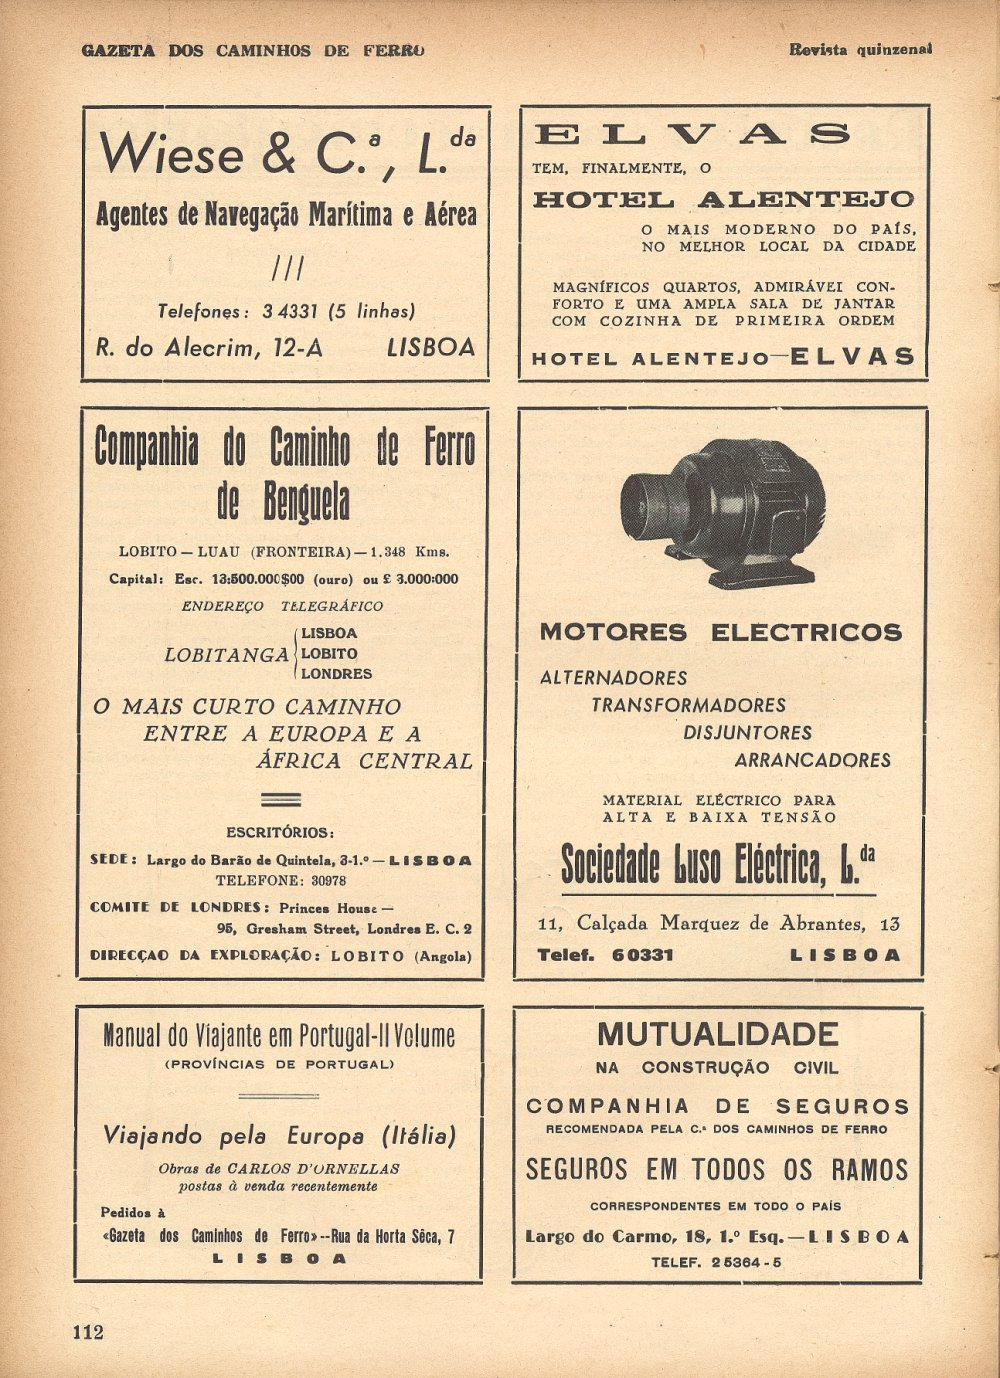 GAZETA DOS CAMINHOS DE FERRO
Revista quinzenal
Wiese & C.ª, L.da
Agentes de Navegação Marítima e Aérea
///
Telefones: 3 4331 (5 linhas)
R. do Alecrim, 12-A LISBOA
ELVAS
TEM, FINALMENTE, O
HOTEL ALENTEJO
O MAIS MODERNO DO PAÍS,
NO MELHOR LOCAL DA CIDADE
MAGNÍFICOS QUARTOS, ADMIRÁVEI CON-
FORTO E UMA AMPLA SALA DE JANTAR
COM COZINHA DE PRIMEIRA ORDEM
HOTEL ALENTEJO—ELVAS
Companhia do Caminho de Ferro
de Benguela
LOBITO — LUAU (FRONTEIRA) — 1.348 Kms.
Capital: Esc. 13:500.000$00 (ouro) ou £ 3.000:000
ENDEREÇO TELEGRÁFICO
LISBOA
LOBITANGA LOBITO
LONDRES
O MAIS CURTO CAMINHO
ENTRE A EUROPA E A
ÁFRICA CENTRAL
ESCRITÓRIOS:
SEDE: Largo do Barão de Quintela, 3-1.º — LISBOA
TELEFONE: 30978
COMITE DE LONDRES: Princes House —
95, Gresham Street, Londres E. C. 2
DIRECÇAO DA EXPLORAÇÃO: LOBITO (Angola)
MOTORES ELECTRICOS
ALTERNADORES
TRANSFORMADORES
DISJUNTORES
ARRANCADORES
MATERIAL ELÉCTRICO PARA
ALTA E BAIXA TENSÃO
Sociedade Luso Eléctrica, L.da
11, Calçada Marquez de Abrantes, 13
Telef. 60331 LISBOA
Manual do Viajante em Portugal-II Volume
(PROVÍNCIAS DE PORTUGAL)
Viajando pela Europa (Itália)
Obras de CARLOS D'ORNELLAS
postas à venda recentemente
Pedidos à
«Gazeta dos Caminhos de Ferro»--Rua da Horta Sêca, 7
LISBOA
MUTUALIDADE
NA CONSTRUÇÃO CIVIL
COMPANHIA DE SEGUROS
RECOMENDADA PELA C.ª DOS CAMINHOS DE FERRO
SEGUROS EM TODOS OS RAMOS
CORRESPONDENTES EM TODO O PAÍS
Largo do Carmo, 18, 1.º Esq. — LISBOA
TELEF. 2 5364 - 5
112